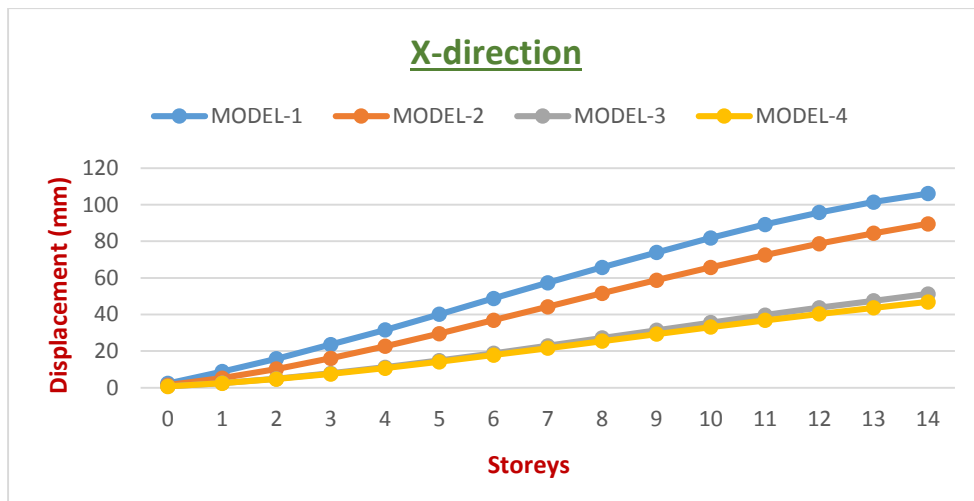 X-direction
MODEL-1 MODEL-2 MODEL-3 MODEL-4
Displacement (mm)
120
100
80
60
40
20
0
0 1 2 3 4 5 6 7 8 9 10 11 12 13 14
Storeys